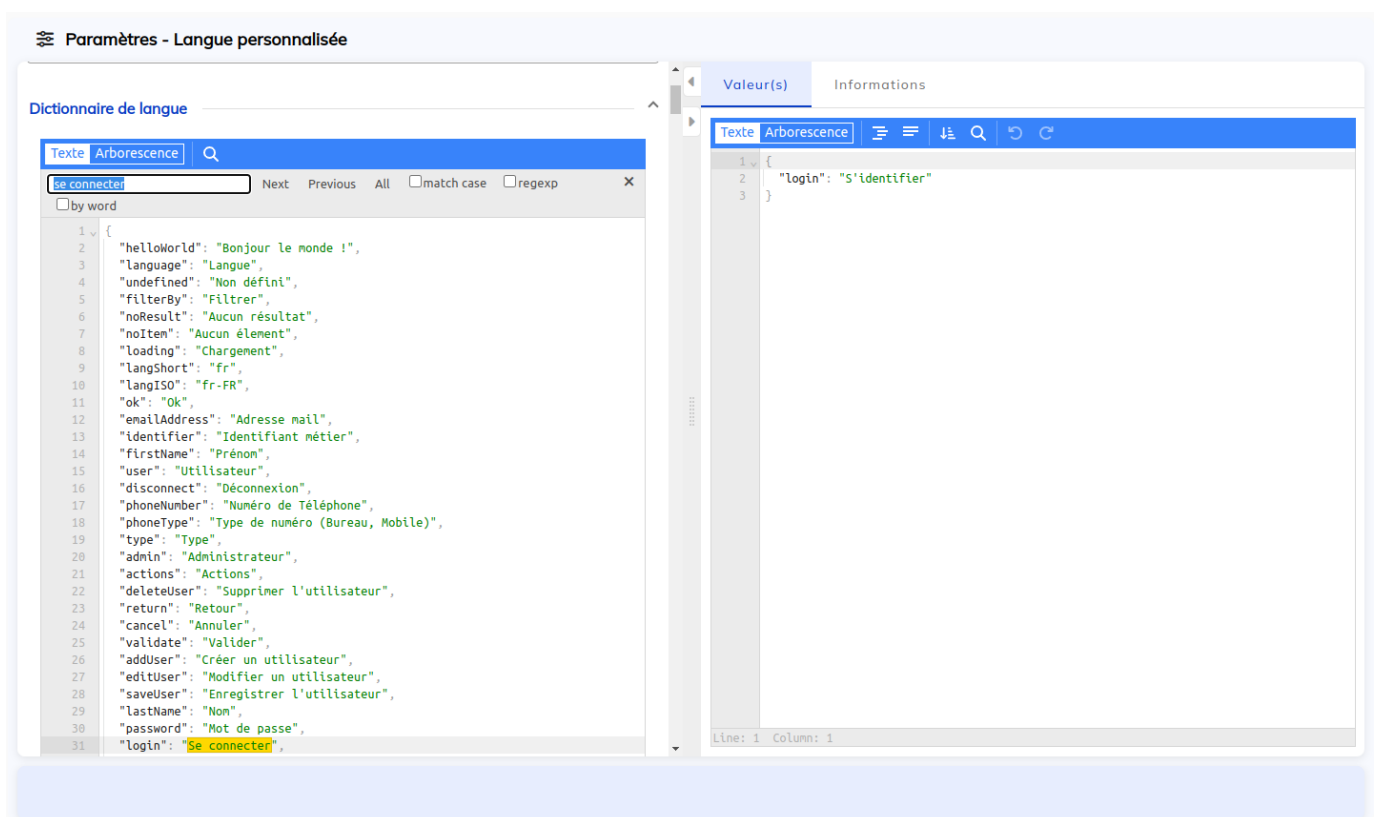 Paramètres - Langue personnalisée
Dictionnaire de langue
Texte Arborescence
se connecter Next Previous All match case regexp ×
by word
1 {
2 "helloWorld": "Bonjour le monde !",
3 "language": "Langue",
4 "undefined": "Non défini",
5 "filterBy": "Filtrer",
6 "noResult": "Aucun résultat",
7 "noItem": "Aucun élement",
8 "loading": "Chargement",
9 "langShort": "fr",
10 "langISO": "fr-FR",
11 "ok": "Ok",
12 "emailAddress": "Adresse mail",
13 "identifier": "Identifiant métier",
14 "firstName": "Prénom",
15 "user": "Utilisateur",
16 "disconnect": "Déconnexion",
17 "phoneNumber": "Numéro de Téléphone",
18 "phoneType": "Type de numéro (Bureau, Mobile)",
19 "type": "Type",
20 "admin": "Administrateur",
21 "actions": "Actions",
22 "deleteUser": "Supprimer l'utilisateur",
23 "return": "Retour",
24 "cancel": "Annuler",
25 "validate": "Valider",
26 "addUser": "Créer un utilisateur",
27 "editUser": "Modifier un utilisateur",
28 "saveUser": "Enregistrer l'utilisateur",
29 "lastName": "Nom",
30 "password": "Mot de passe",
31 "login": "Se connecter",
Valeur(s) Informations
Texte Arborescence
1 {
2 "login": "S'identifier"
3 }
Line: 1 Column: 1